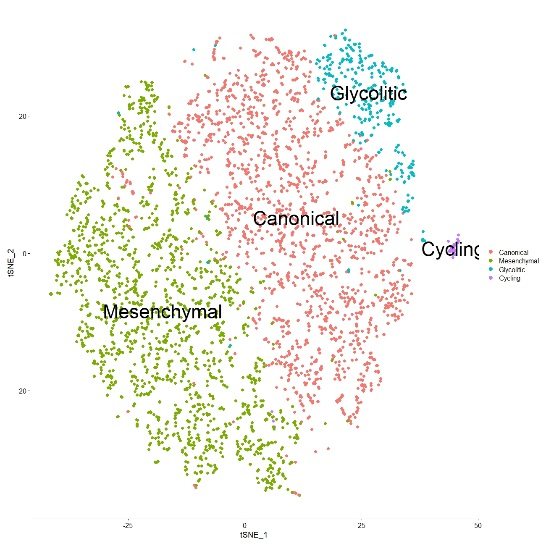 Glycolitic
20
Canonical
tSNE_2
0
Cycling
Canonical
Mesenchymal
Glycolitic
Cycling
Mesenchymal
20
-25
0
25
50
tSNE_1